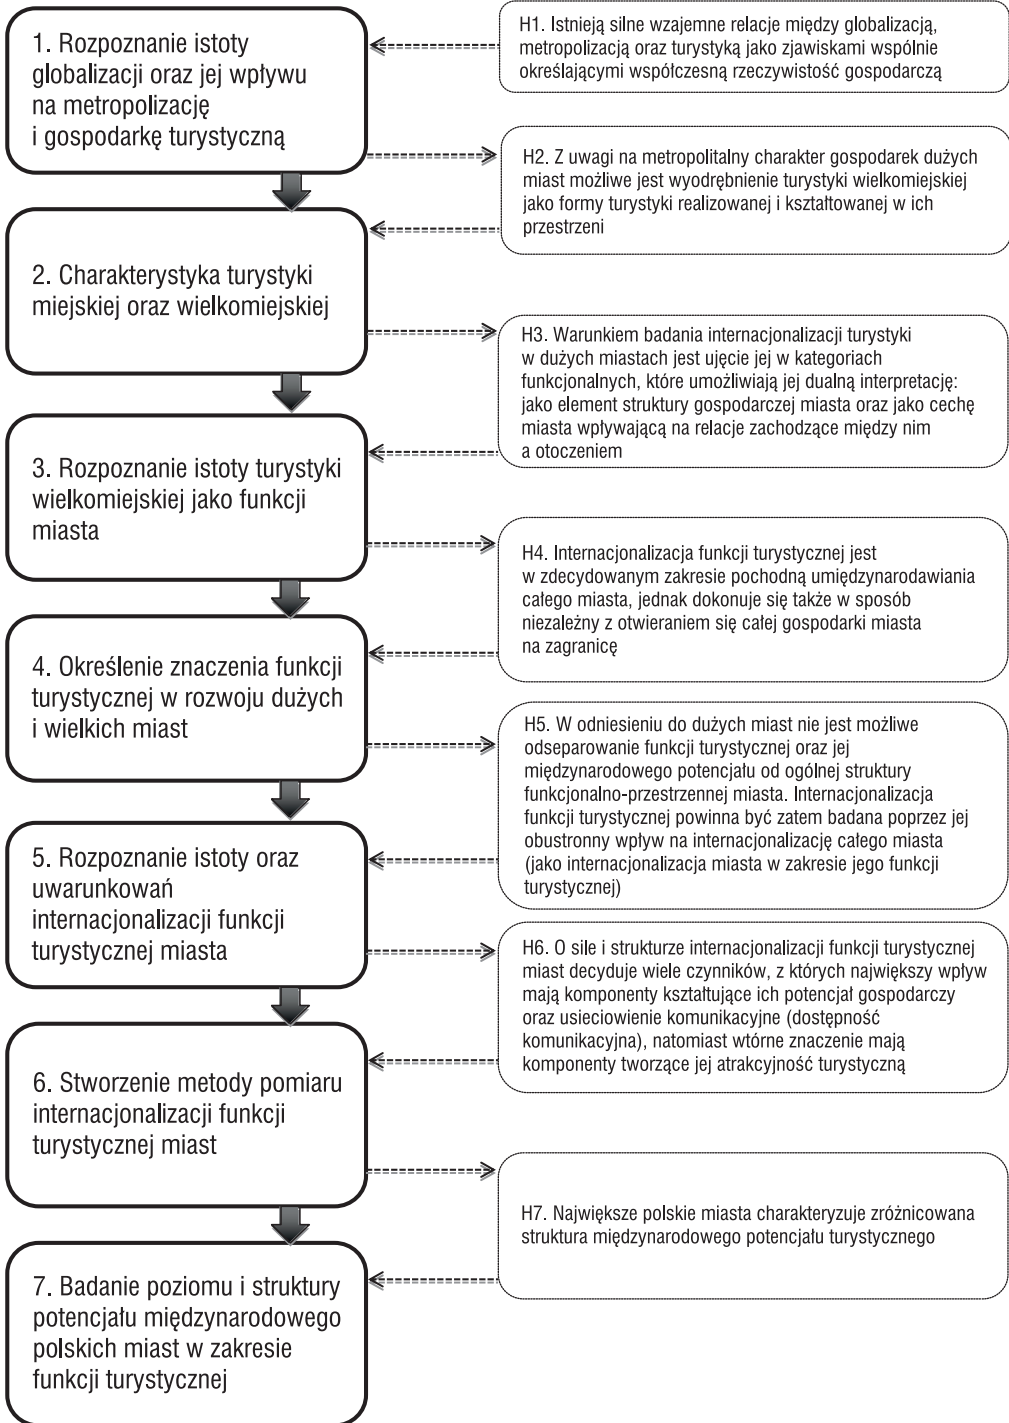 1. Rozpoznanie istoty
globalizacji oraz jej wpływu
na metropolizację
i gospodarkę turystyczną
H1. Istnieją silne wzajemne relacje między globalizacją,
metropolizacją oraz turystyką jako zjawiskami wspólnie
określającymi współczesną rzeczywistość gospodarczą
H2. Z uwagi na metropolitalny charakter gospodarek dużych
miast możliwe jest wyodrębnienie turystyki wielkomiejskiej
jako formy turystyki realizowanej i kształtowanej w ich
przestrzeni
2. Charakterystyka turystyki
miejskiej oraz wielkomiejskiej
H3. Warunkiem badania internacjonalizacji turystyki
w dużych miastach jest ujęcie jej w kategoriach
funkcjonalnych, które umożliwiają jej dualną interpretację:
jako element struktury gospodarczej miasta oraz jako cechę
miasta wpływającą na relacje zachodzące między nim
a otoczeniem
3. Rozpoznanie istoty turystyki
wielkomiejskiej jako funkcji
miasta
H4. Internacjonalizacja funkcji turystycznej jest
w zdecydowanym zakresie pochodną umiędzynarodawiania
całego miasta, jednak dokonuje się także w sposób
niezależny z otwieraniem się całej gospodarki miasta
na zagranicę
4. Określenie znaczenia funkcji
turystycznej w rozwoju dużych
i wielkich miast
H5. W odniesieniu do dużych miast nie jest możliwe
odseparowanie funkcji turystycznej oraz jej
międzynarodowego potencjału od ogólnej struktury
funkcjonalno-przestrzennej miasta. Internacjonalizacja
funkcji turystycznej powinna być zatem badana poprzez jej
obustronny wpływ na internacjonalizację całego miasta
(jako internacjonalizacja miasta w zakresie jego funkcji
turystycznej)
5. Rozpoznanie istoty oraz
uwarunkowań
internacjonalizacji funkcji
turystycznej miasta
H6. O sile i strukturze internacjonalizacji funkcji turystycznej
miast decyduje wiele czynników, z których największy wpływ
mają komponenty kształtujące ich potencjał gospodarczy
oraz usieciowienie komunikacyjne (dostępność
komunikacyjna), natomiast wtórne znaczenie mają
komponenty tworzące jej atrakcyjność turystyczną
6. Stworzenie metody pomiaru
internacjonalizacji funkcji
turystycznej miast
H7. Największe polskie miasta charakteryzuje zróżnicowana
struktura międzynarodowego potencjału turystycznego
7. Badanie poziomu i struktury
potencjału międzynarodowego
polskich miast w zakresie
funkcji turystycznej